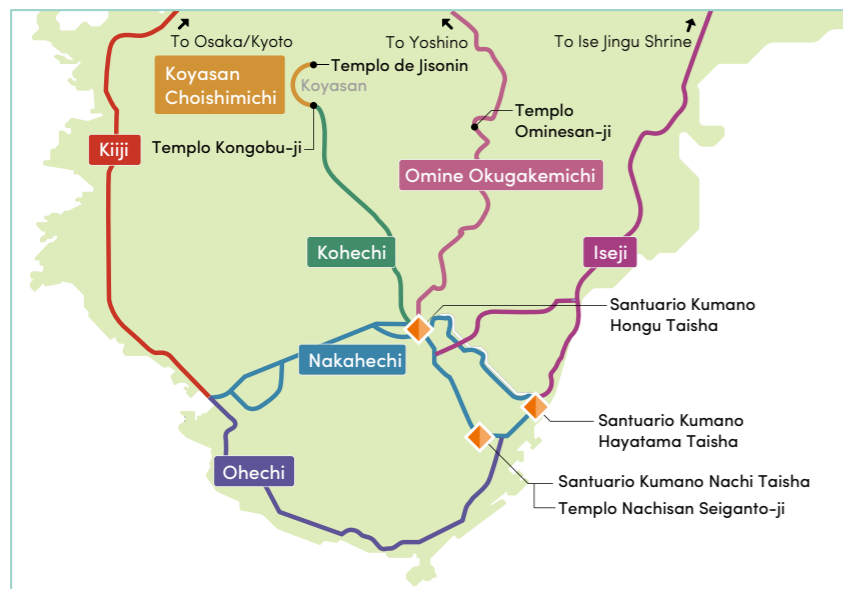 To Osaka/Kyoto
To Yoshino
To Ise Jingu Shrine
Koyasan
Choishimichi
Templo de Jisonin
Koyasan
Templo
Ominesan-ji
Kiiji
Templo Kongobu-ji
Omine Okugakemichi
Kohechi
Iseji
Santuario Kumano
Hongu Taisha
Nakahechi
Santuario Kumano
Hayatama Taisha
Ohechi
Santuario Kumano Nachi Taisha
Templo Nachisan Seiganto-ji